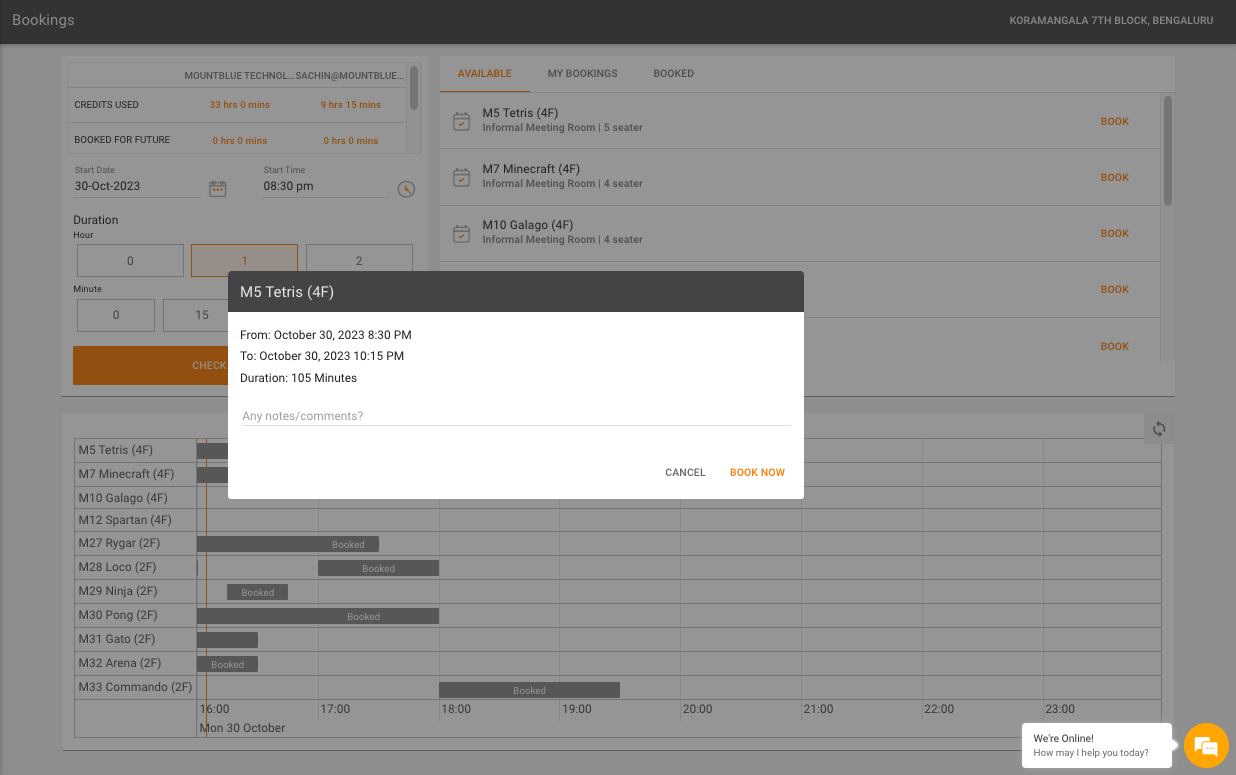 Bookings
KORAMANGALA 7TH BLOCK, BENGALURU
MOUNTBLUE TECHNOL... SACHIN@MOUNTBLUE...
CREDITS USED 33 hrs 0 mins 9 hrs 15 mins
BOOKED FOR FUTURE 0 hrs 0 mins 0 hrs 0 mins
Start Date Start Time
30-Oct-2023 08:30 pm
Duration
Hour
0 1 2
Minute
0 15
CHECK
AVAILABLE MY BOOKINGS BOOKED
M5 Tetris (4F)
Informal Meeting Room | 5 seater
BOOK
M7 Minecraft (4F)
Informal Meeting Room | 4 seater
BOOK
M10 Galago (4F)
Informal Meeting Room | 4 seater
BOOK
BOOK
BOOK
M5 Tetris (4F)
From: October 30, 2023 8:30 PM
To: October 30, 2023 10:15 PM
Duration: 105 Minutes
Any notes/comments?
CANCEL BOOK NOW
M5 Tetris (4F)
M7 Minecraft (4F)
M10 Galago (4F)
M12 Spartan (4F)
M27 Rygar (2F) Booked
M28 Loco (2F) Booked
M29 Ninja (2F) Booked
M30 Pong (2F) Booked
M31 Gato (2F)
M32 Arena (2F) Booked
M33 Commando (2F) Booked
16:00 17:00 18:00 19:00 20:00 21:00 22:00 23:00
Mon 30 October
We're Online!
How may I help you today?